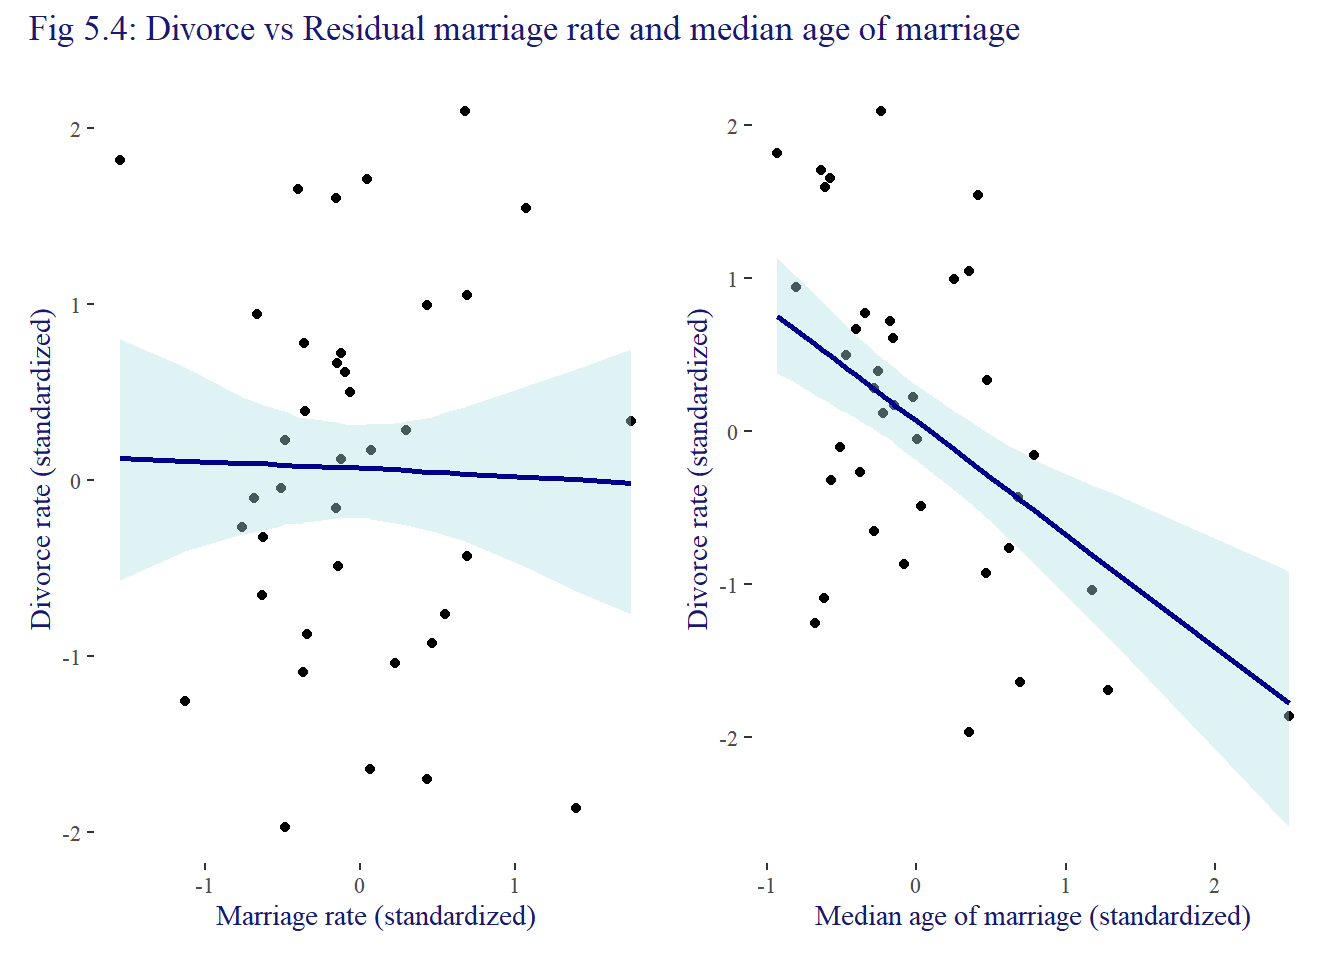 Fig 5.4: Divorce vs Residual marriage rate and median age of marriage
Divorce rate (standardized)
2
1
0
-1
-2
-1 0 1
Marriage rate (standardized)
Divorce rate (standardized)
2
1
0
-1
-2
-1 0 1 2
Median age of marriage (standardized)